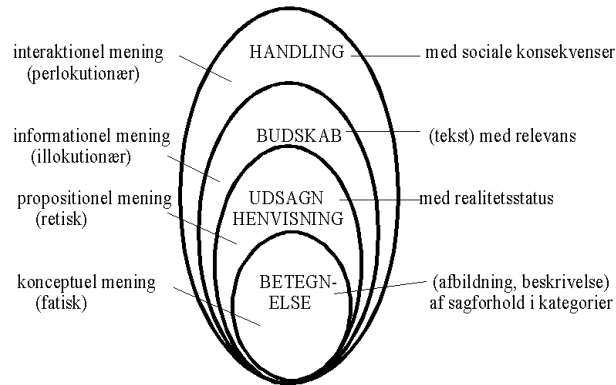 interaktionel mening
(perlokutionær)
HANDLING
med sociale konsekvenser
informationel mening
(illokutionær)
BUDSKAB
(tekst) med relevans
propositionel mening
(retisk)
UDSAGN
HENVISNING
med realitetsstatus
konceptuel mening
(fatisk)
BETEGN-
ELSE
(afbildning, beskrivelse)
af sagforhold i kategorier